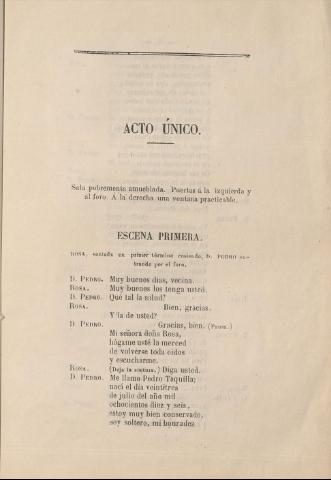 ACTO ÚNICO.
Sala pobremente amueblada. Puertas á la izquierda y
al foro. Á la derecha una ventana practicable.
ESCENA PRIMERA.
ROSA, sentada en primer término cosiendo, D. PEDRO en-
trando por el foro.
D. PEDRO. Muy buenos dias, vecina.
ROSA. Muy buenos los tenga usted.
D. PEDRO. Qué tal la salud?
ROSA. Bien, gracias.
Y la de usted?
D. PEDRO. Gracias, bien. (Pausa.)
Mi señora doña Rosa,
hágame usté la merced
de volverse toda oidos
y escucharme.
ROSA. (Deja la costura.) Diga usted.
D. PEDRO. Me llamo Pedro Taquilla;
nací el dia veintitres
de julio del año mil
ochocientos diez y seis,
estoy muy bien conservado,
soy soltero, mi honradez